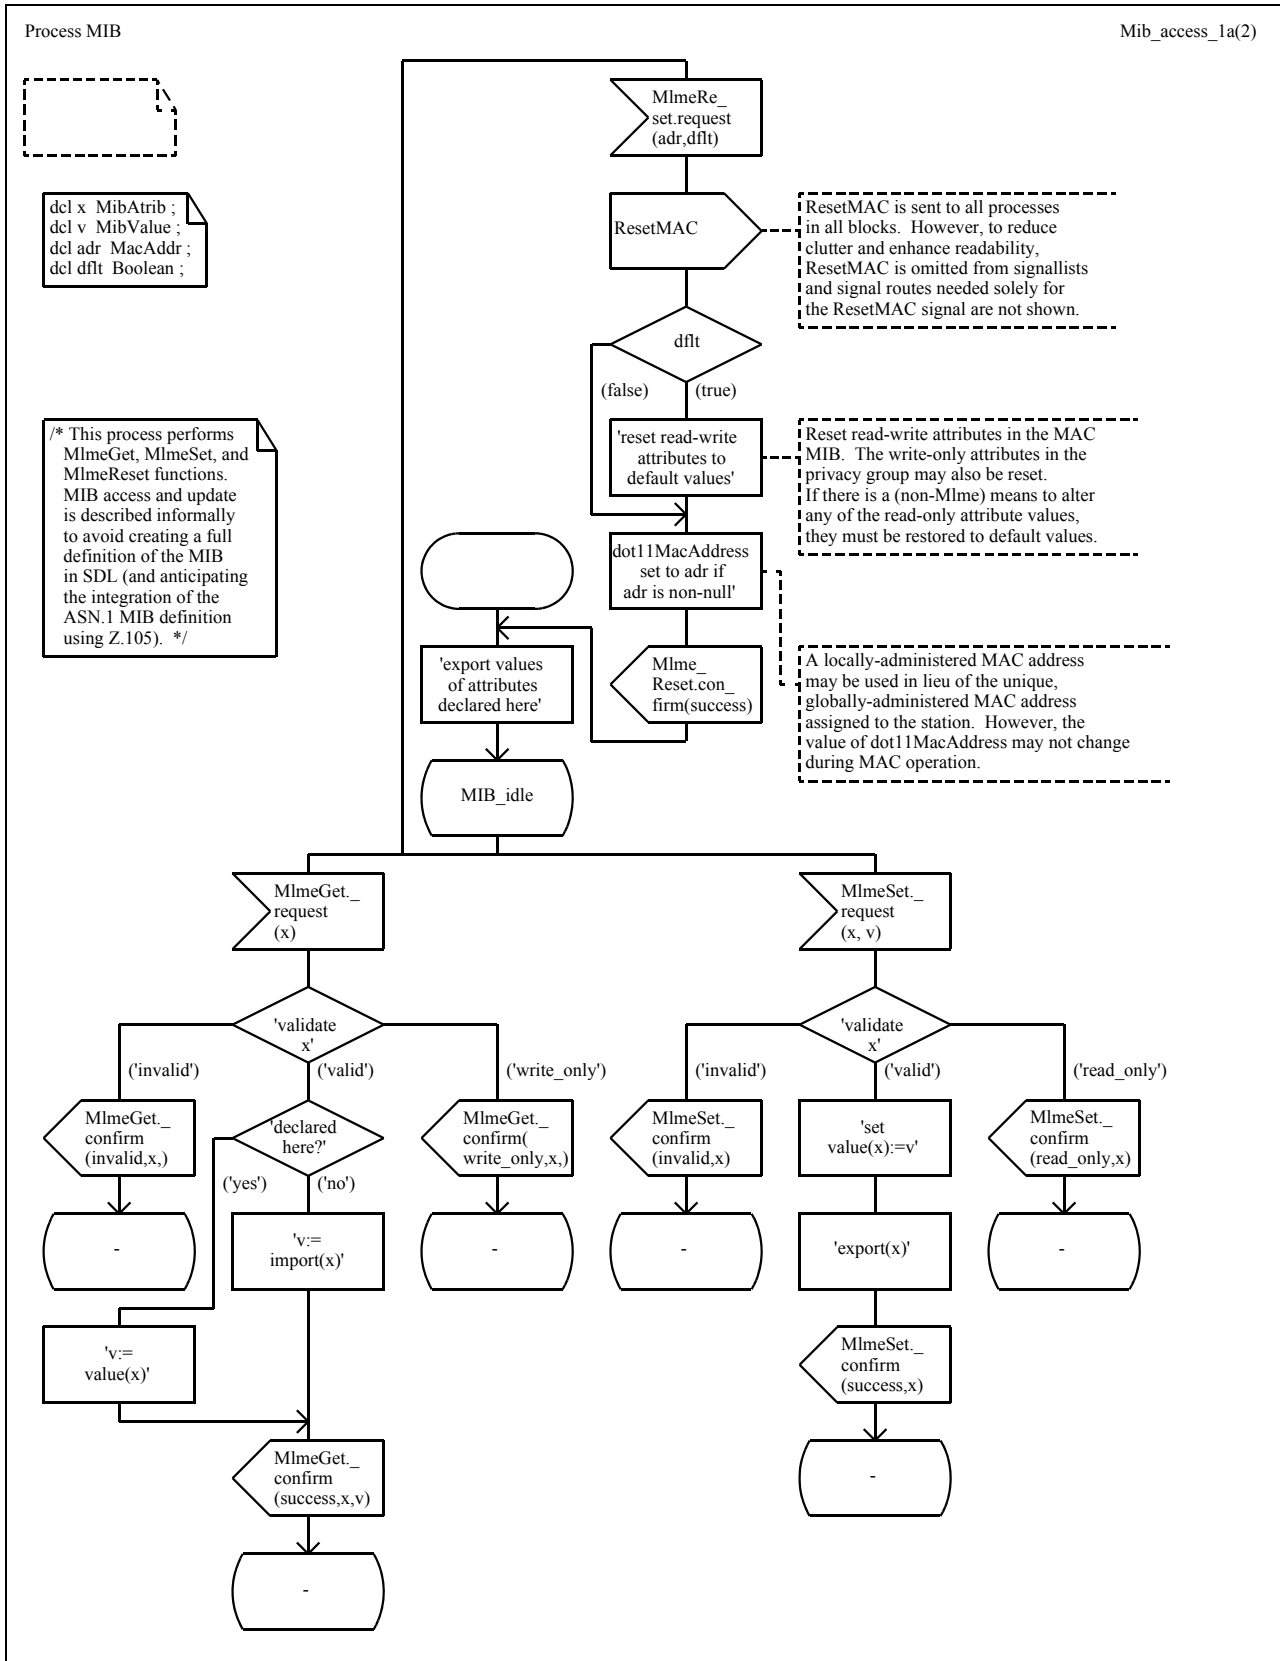 Process MIB
Mib_access_1a(2)
MlmeRe_
set.request
(adr,dflt)
dcl x  MibAtrib ;
dcl v  MibValue ;
dcl adr  MacAddr ;
dcl dflt  Boolean ;
ResetMAC
ResetMAC is sent to all processes
in all blocks.  However, to reduce
clutter and enhance readability,
ResetMAC is omitted from signallists
and signal routes needed solely for
the ResetMAC signal are not shown.
dflt
(false)
(true)
/* This process performs
MlmeGet, MlmeSet, and
MlmeReset functions.
MIB access and update
is described informally
to avoid creating a full
definition of the MIB
in SDL (and anticipating
the integration of the
ASN.1 MIB definition
using Z.105).  */
'reset read-write
attributes to
default values'
Reset read-write attributes in the MAC
MIB.  The write-only attributes in the
privacy group may also be reset.
If there is a (non-Mlme) means to alter
any of the read-only attribute values,
they must be restored to default values.
dot11MacAddress
set to adr if
adr is non-null'
'export values
of attributes
declared here'
Mlme_
Reset.con_
firm(success)
A locally-administered MAC address
may be used in lieu of the unique,
globally-administered MAC address
assigned to the station.  However, the
value of dot11MacAddress may not change
during MAC operation.
MIB_idle
MlmeGet._
request
(x)
MlmeSet._
request
(x, v)
'validate
x'
'validate
x'
('invalid')
('valid')
('write_only')
('invalid')
('valid')
('read_only')
MlmeGet._
confirm
(invalid,x,)
'declared
here?'
MlmeGet._
confirm(
write_only,x,)
MlmeSet._
confirm
(invalid,x)
'set
value(x):=v'
MlmeSet._
confirm
(read_only,x)
('yes')
('no')
-
'v:=
import(x)'
-
-
'export(x)'
-
'v:=
value(x)'
MlmeSet._
confirm
(success,x)
MlmeGet._
confirm
(success,x,v)
-
-